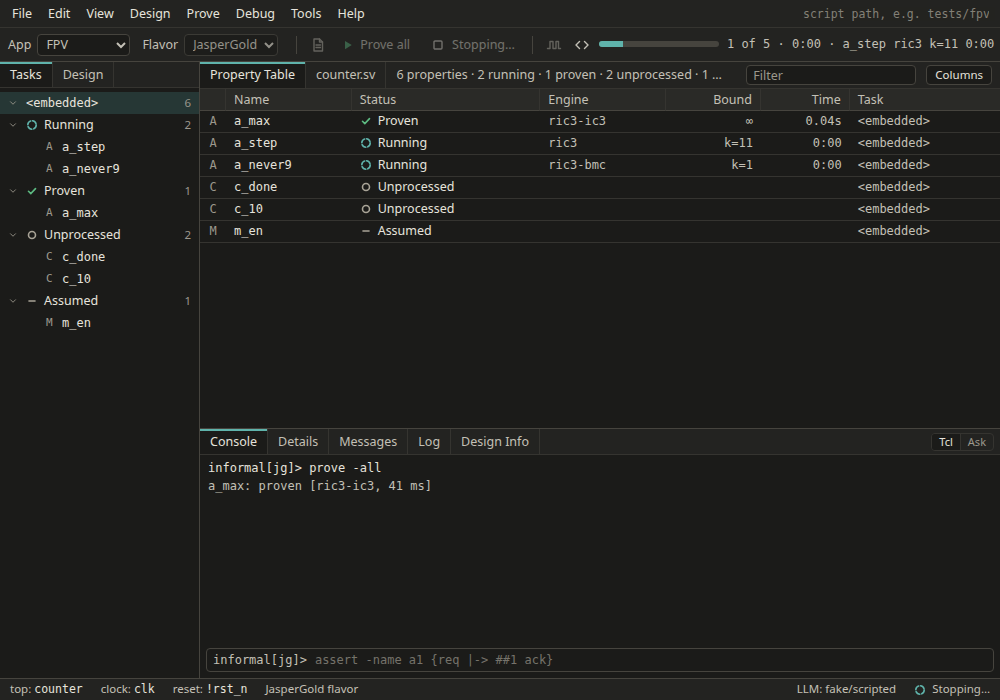 File Edit View Design Prove Debug Tools Help script path, e.g. tests/fpv
App FPV Flavor JasperGold Prove all Stopping... 1 of 5 · 0:00 · a_step ric3 k=11 0:00
Tasks Design
<embedded> 6
Running 2
A a_step
A a_never9
Proven 1
A a_max
Unprocessed 2
C c_done
C c_10
Assumed 1
M m_en
Property Table counter.sv 6 properties · 2 running · 1 proven · 2 unprocessed · 1 ... Filter Columns
Name Status Engine Bound Time Task
A a_max Proven ric3-ic3 ∞ 0.04s <embedded>
A a_step Running ric3 k=11 0:00 <embedded>
A a_never9 Running ric3-bmc k=1 0:00 <embedded>
C c_done Unprocessed <embedded>
C c_10 Unprocessed <embedded>
M m_en Assumed <embedded>
Console Details Messages Log Design Info Tcl Ask
informal[jg]> prove -all
a_max: proven [ric3-ic3, 41 ms]
informal[jg]> assert -name a1 {req |-> ##1 ack}
top: counter clock: clk reset: !rst_n JasperGold flavor LLM: fake/scripted Stopping...